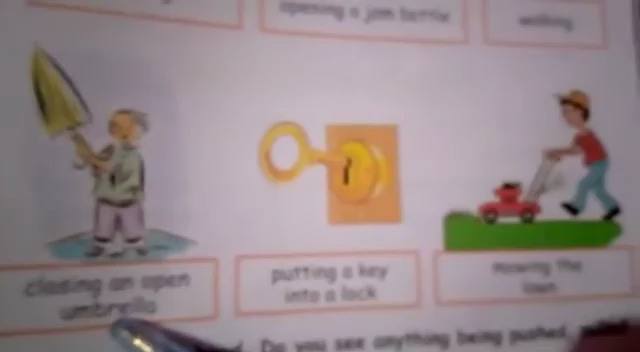 opening a jam bottle
walking
closing an open
umbrella
putting a key
into a lock
mowing the
lawn
. Do you see anything being pushed,